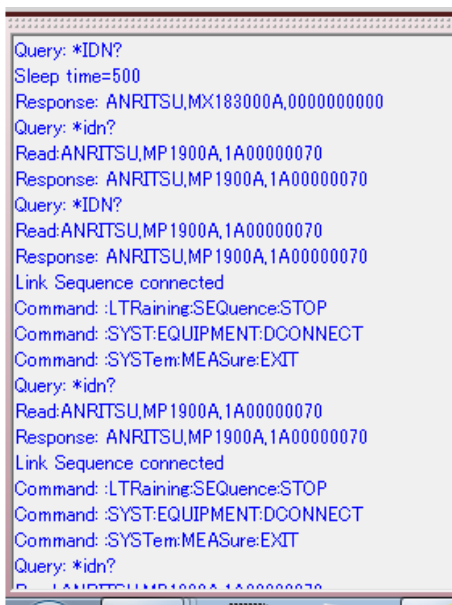 Query: *IDN?
Sleep time=500
Response: ANRITSU,MX183000A,0000000000
Query: *idn?
Read:ANRITSU,MP1900A,1A00000070
Response: ANRITSU,MP1900A,1A00000070
Query: *IDN?
Read:ANRITSU,MP1900A,1A00000070
Response: ANRITSU,MP1900A,1A00000070
Link Sequence connected
Command: :LTRaining:SEQuence:STOP
Command: :SYST:EQUIPMENT:DCONNECT
Command: :SYSTem:MEASure:EXIT
Query: *idn?
Read:ANRITSU,MP1900A,1A00000070
Response: ANRITSU,MP1900A,1A00000070
Link Sequence connected
Command: :LTRaining:SEQuence:STOP
Command: :SYST:EQUIPMENT:DCONNECT
Command: :SYSTem:MEASure:EXIT
Query: *idn?